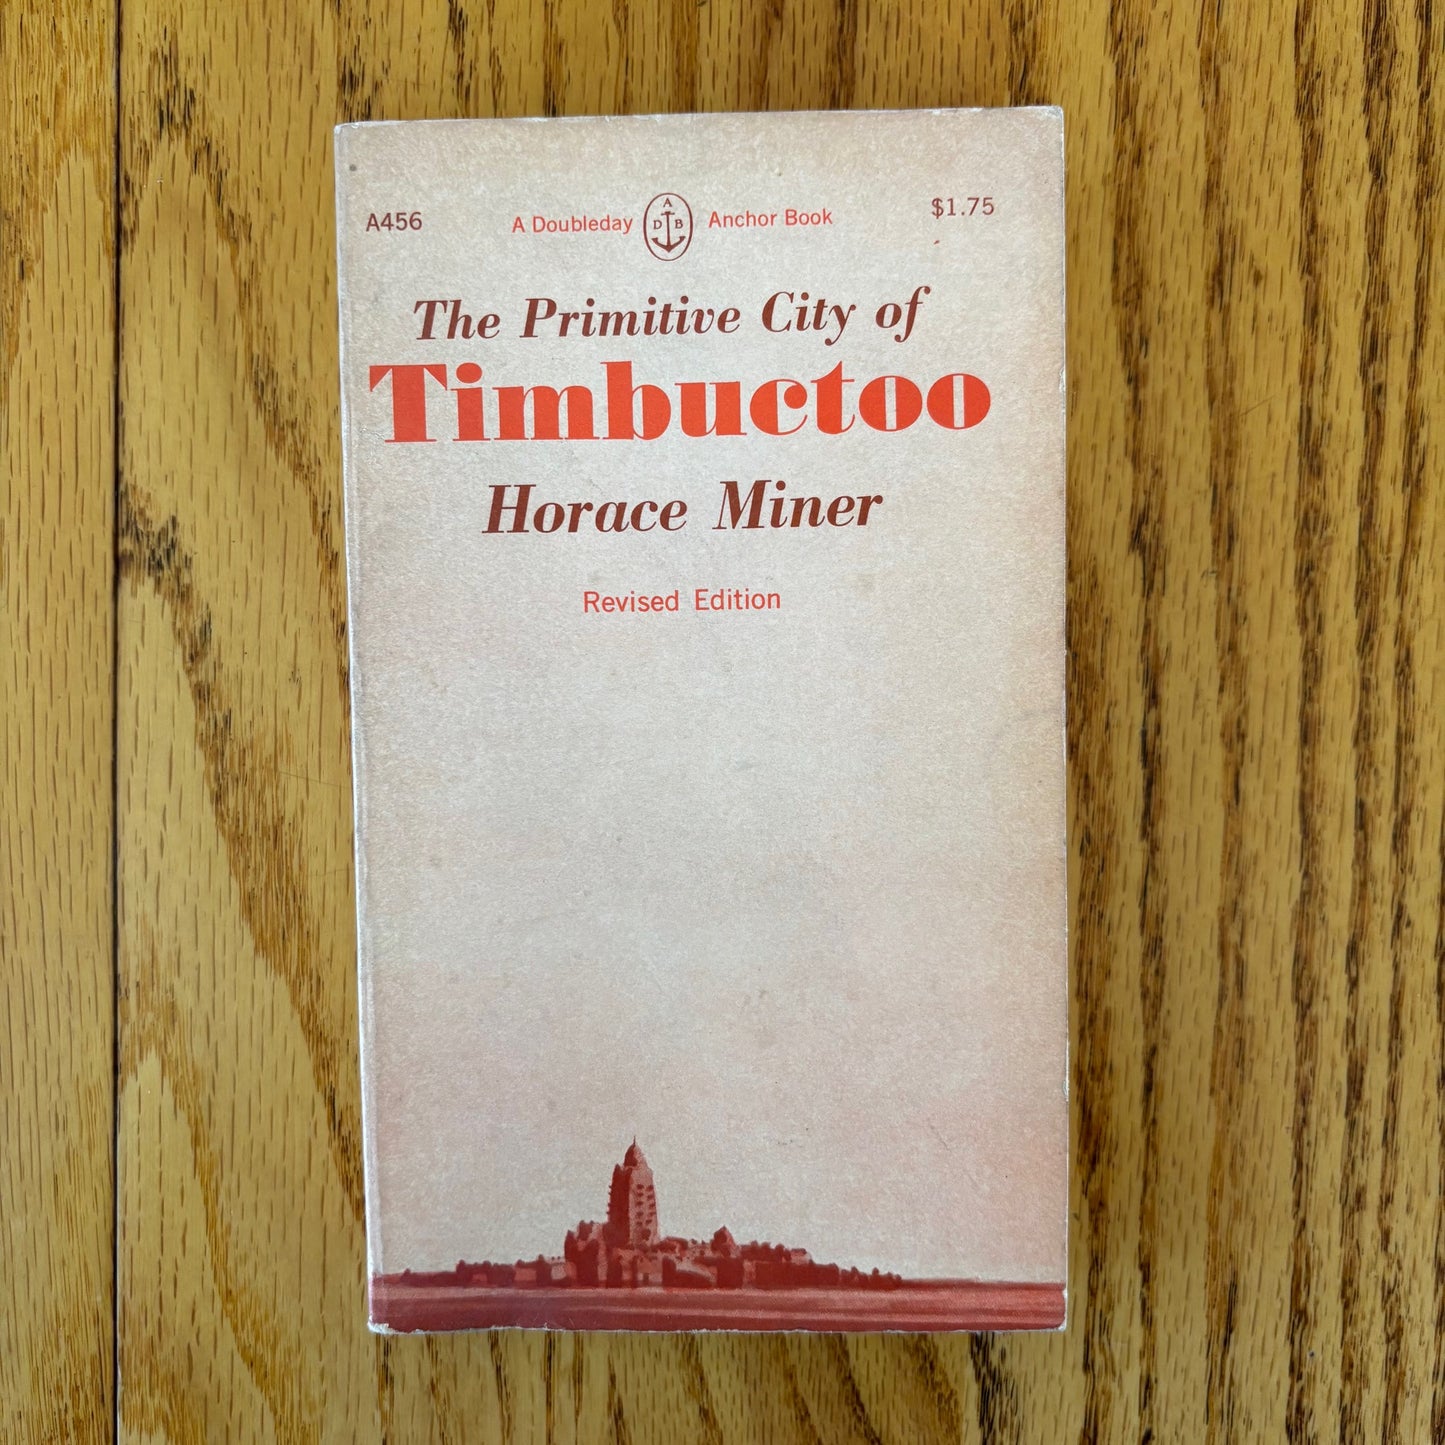 A456 A Doubleday A D B Anchor Book $1.75
The Primitive City of
Timbuctoo
Horace Miner
Revised Edition